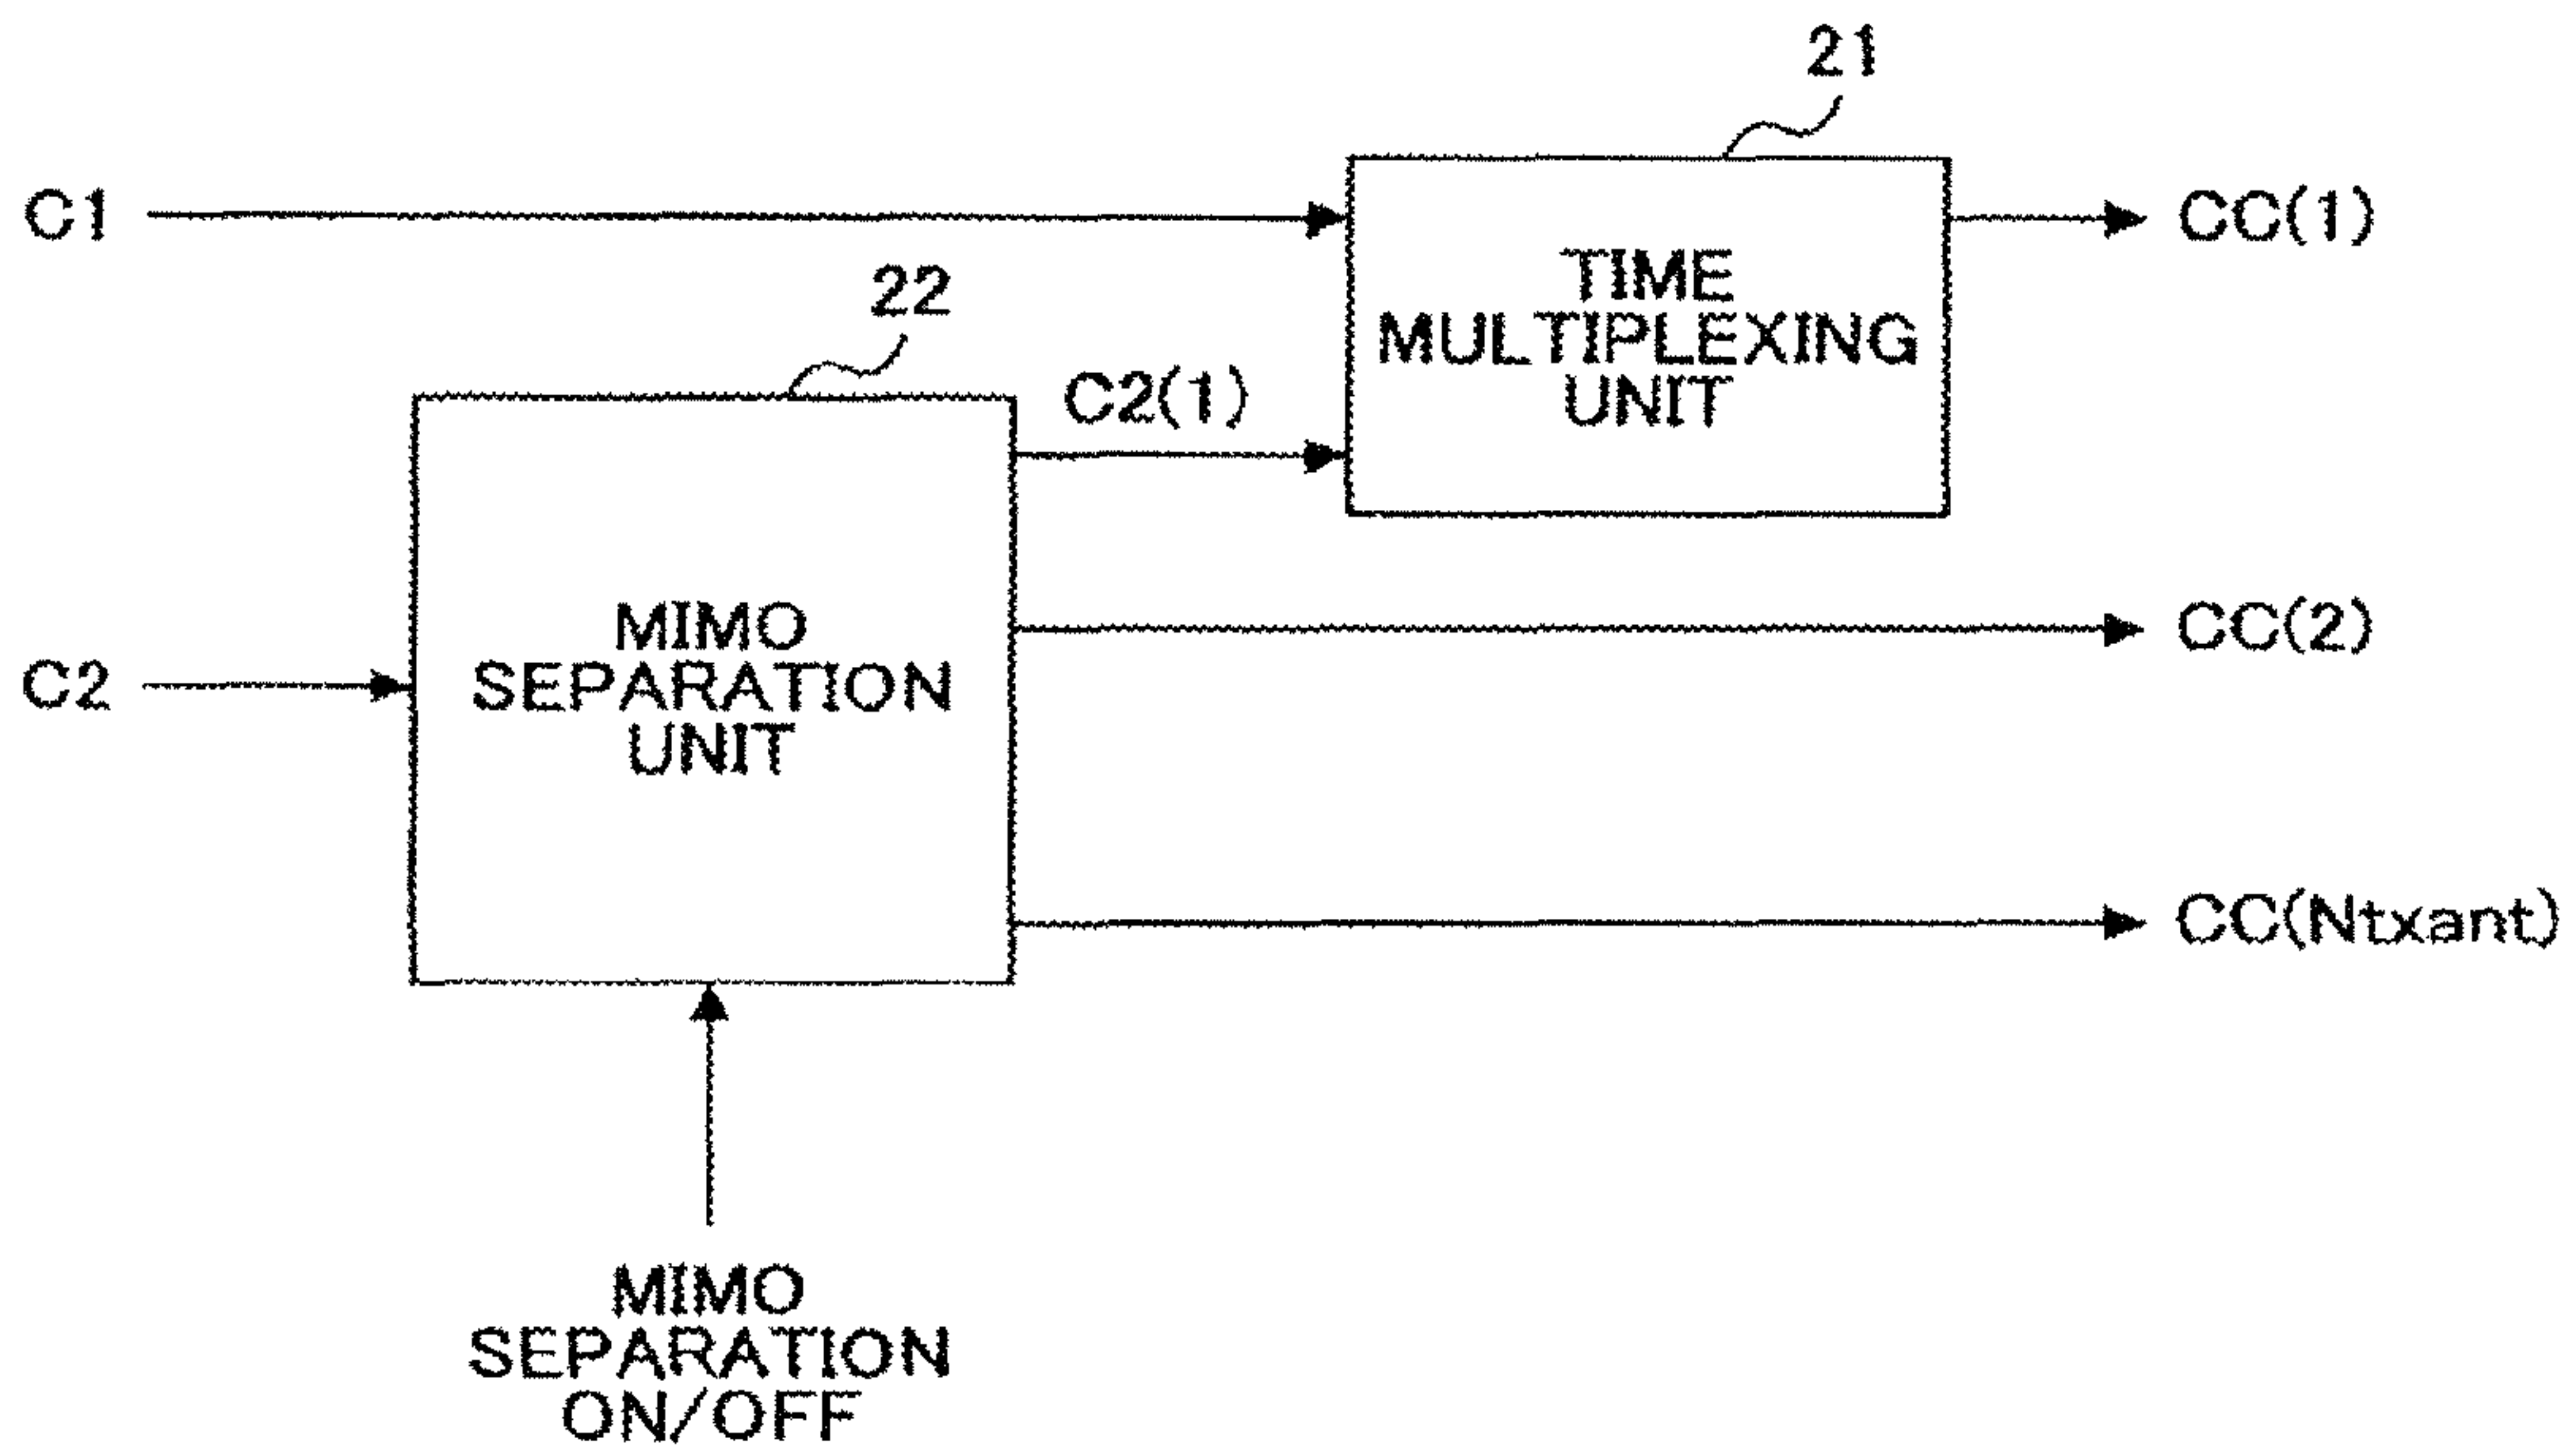 21
C1
TIME
MULTIPLEXING
UNIT
CC(1)
22
C2(1)
C2
MIMO
SEPARATION
UNIT
CC(2)
CC(Ntxant)
MIMO
SEPARATION
ON/OFF